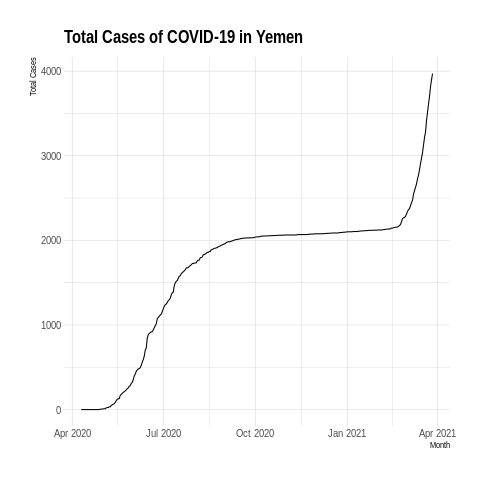 Total Cases of COVID-19 in Yemen
Total Cases
4000
3000
2000
1000
0
Apr 2020 Jul 2020 Oct 2020 Jan 2021 Apr 2021
Month